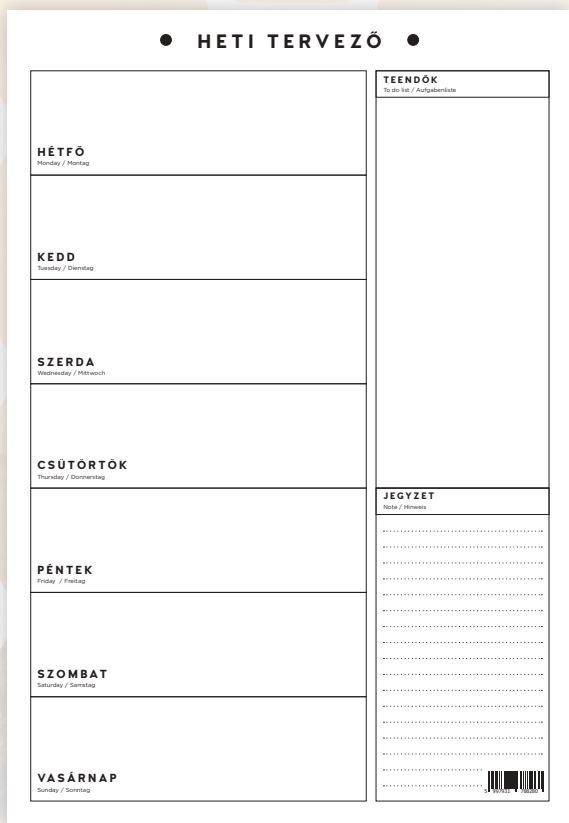 HETI TERVEZŐ
HÉTFŐ
Monday / Montag
KEDD
Tuesday / Dienstag
SZERDA
Wednesday / Mittwoch
CSÜTÖRTÖK
Thursday / Donnerstag
PÉNTEK
Friday / Freitag
SZOMBAT
Saturday / Samstag
VASÁRNAP
Sunday / Sonntag
TEENDŐK
To do list / Aufgabenliste
JEGYZET
Note / Hinweis